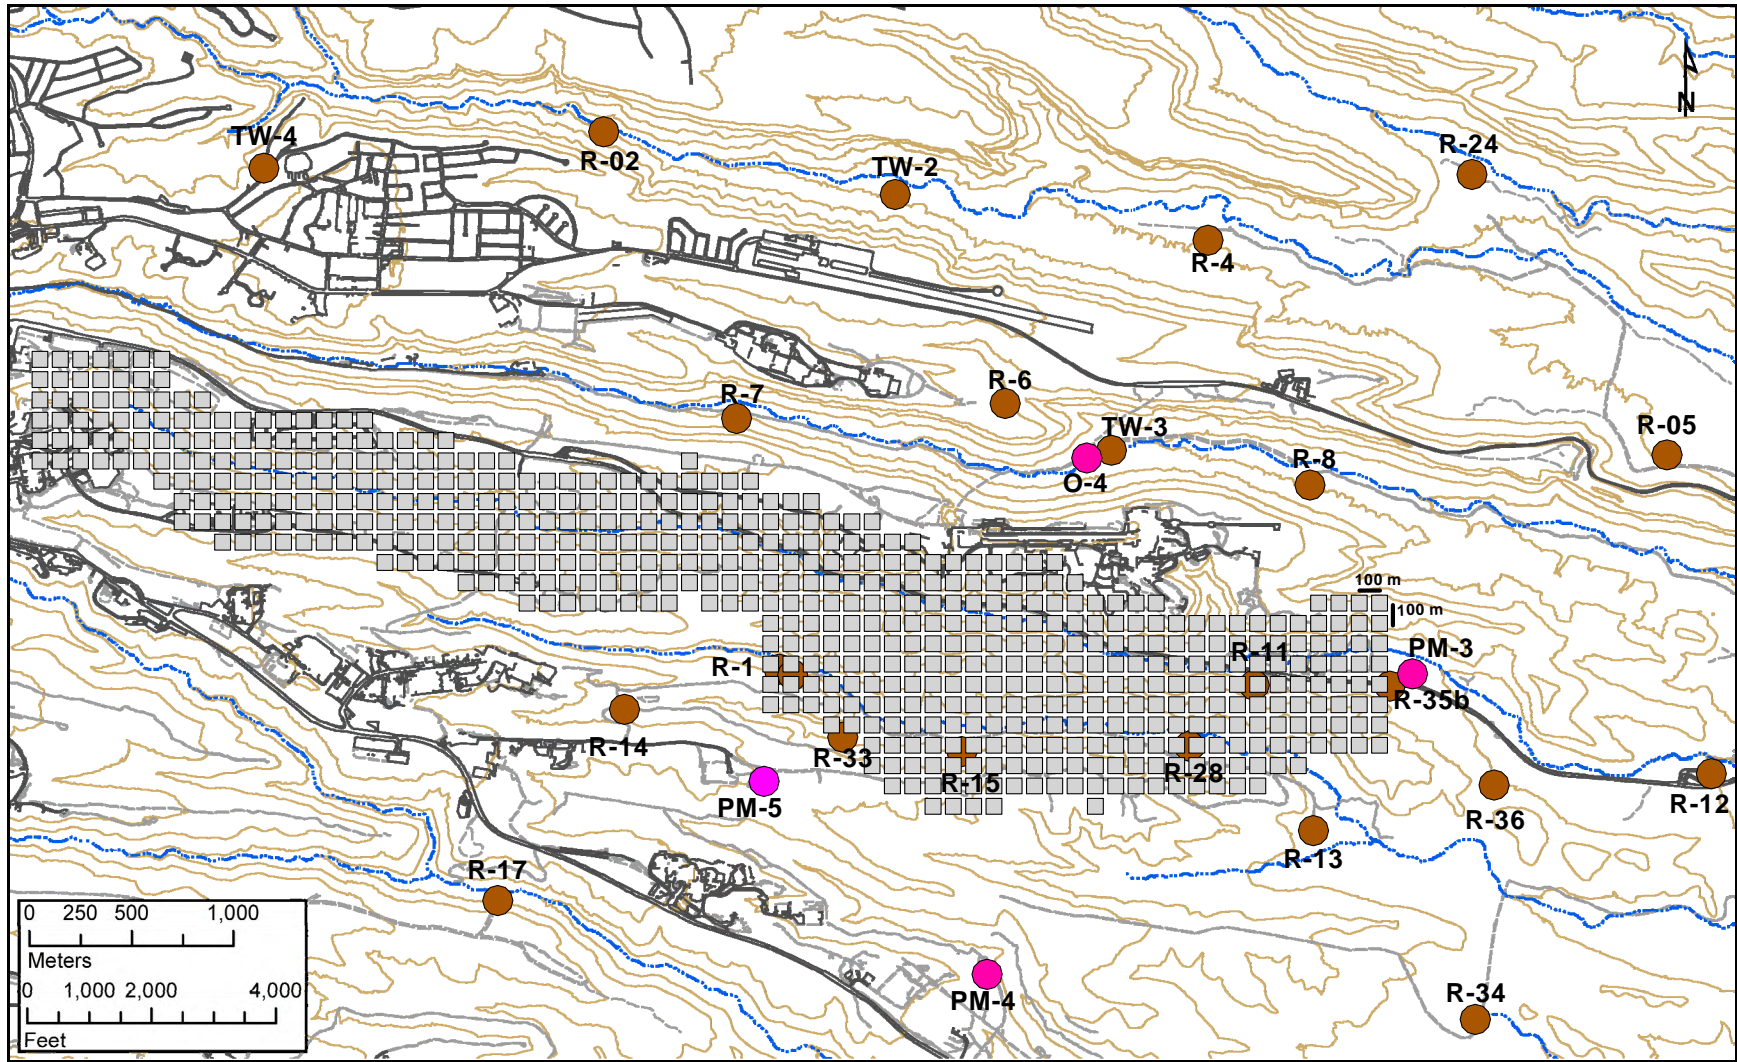 N
TW-4
R-02
TW-2
R-24
R-4
R-7
R-6
TW-3
O-4
R-8
R-05
100 m
100 m
R-1
R-11
PM-3
R-35b
R-14
R-33
R-15
R-28
PM-5
R-36
R-12
R-13
R-17
PM-4
R-34
0 250 500 1,000
Meters
0 1,000 2,000 4,000
Feet